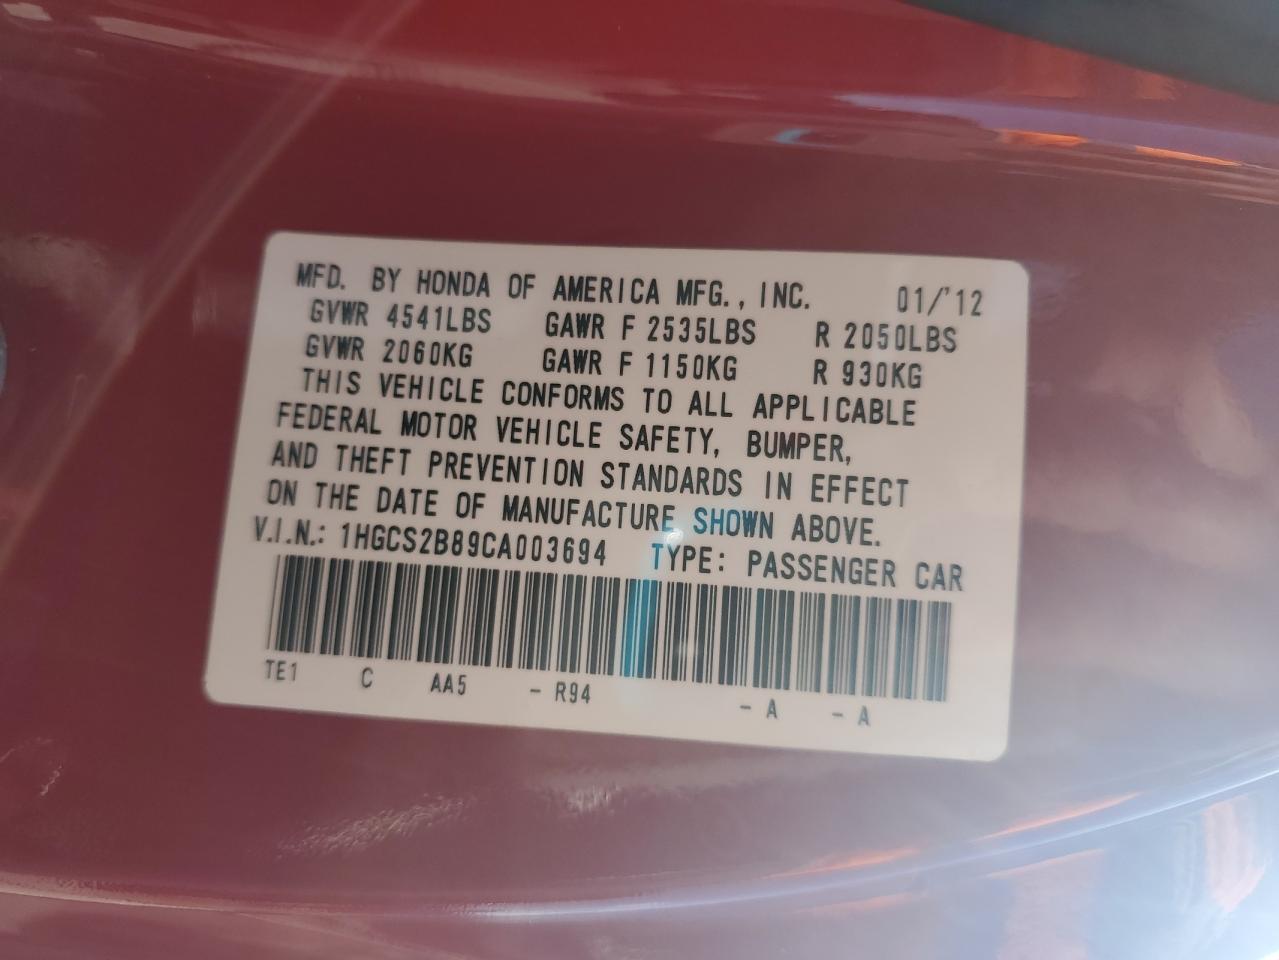 MFD. BY HONDA OF AMERICA MFG., INC. 01/'12
GVWR 4541LBS GAWR F 2535LBS R 2050LBS
GVWR 2060KG GAWR F 1150KG R 930KG
THIS VEHICLE CONFORMS TO ALL APPLICABLE
FEDERAL MOTOR VEHICLE SAFETY, BUMPER,
AND THEFT PREVENTION STANDARDS IN EFFECT
ON THE DATE OF MANUFACTURE SHOWN ABOVE.
V.I.N.: 1HGCS2B89CA003694 TYPE: PASSENGER CAR
TE1 C AA5 - R94 - A - A